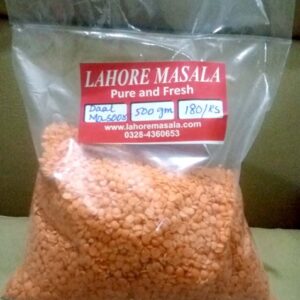 LAHORE MASALA
Pure and Fresh
Daal Masoor 500 gm 180/RS
www.lahoremasala.com
0328-4360653